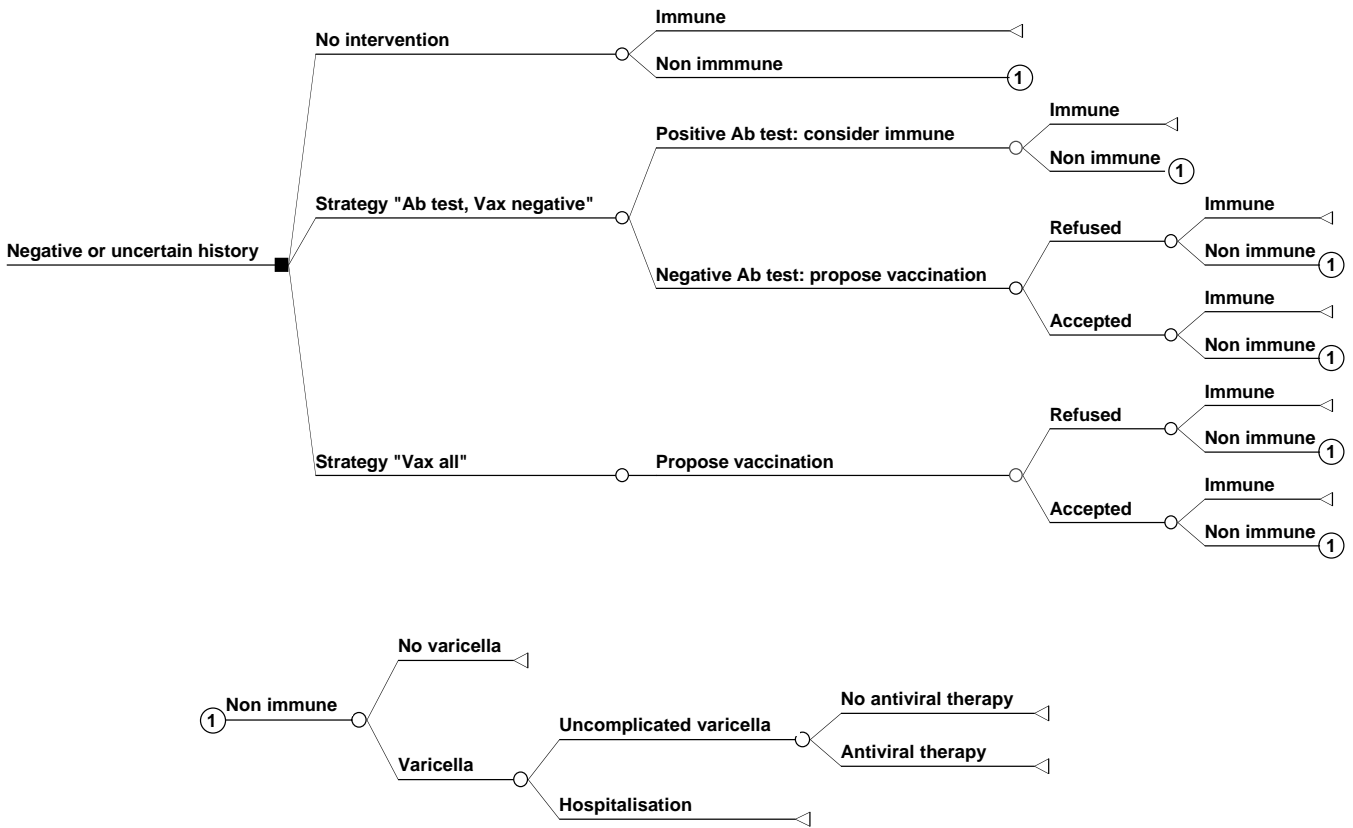 Immune
No intervention
Non immmune
1
Immune
Positive Ab test: consider immune
Non immune
1
Immune
Strategy "Ab test, Vax negative"
Refused
Non immune
1
Negative or uncertain history
Negative Ab test: propose vaccination
Immune
Accepted
Non immune
1
Immune
Refused
Non immune
1
Strategy "Vax all"
Propose vaccination
Immune
Accepted
Non immune
1
No varicella
1
Non immune
No antiviral therapy
Uncomplicated varicella
Varicella
Antiviral therapy
Hospitalisation